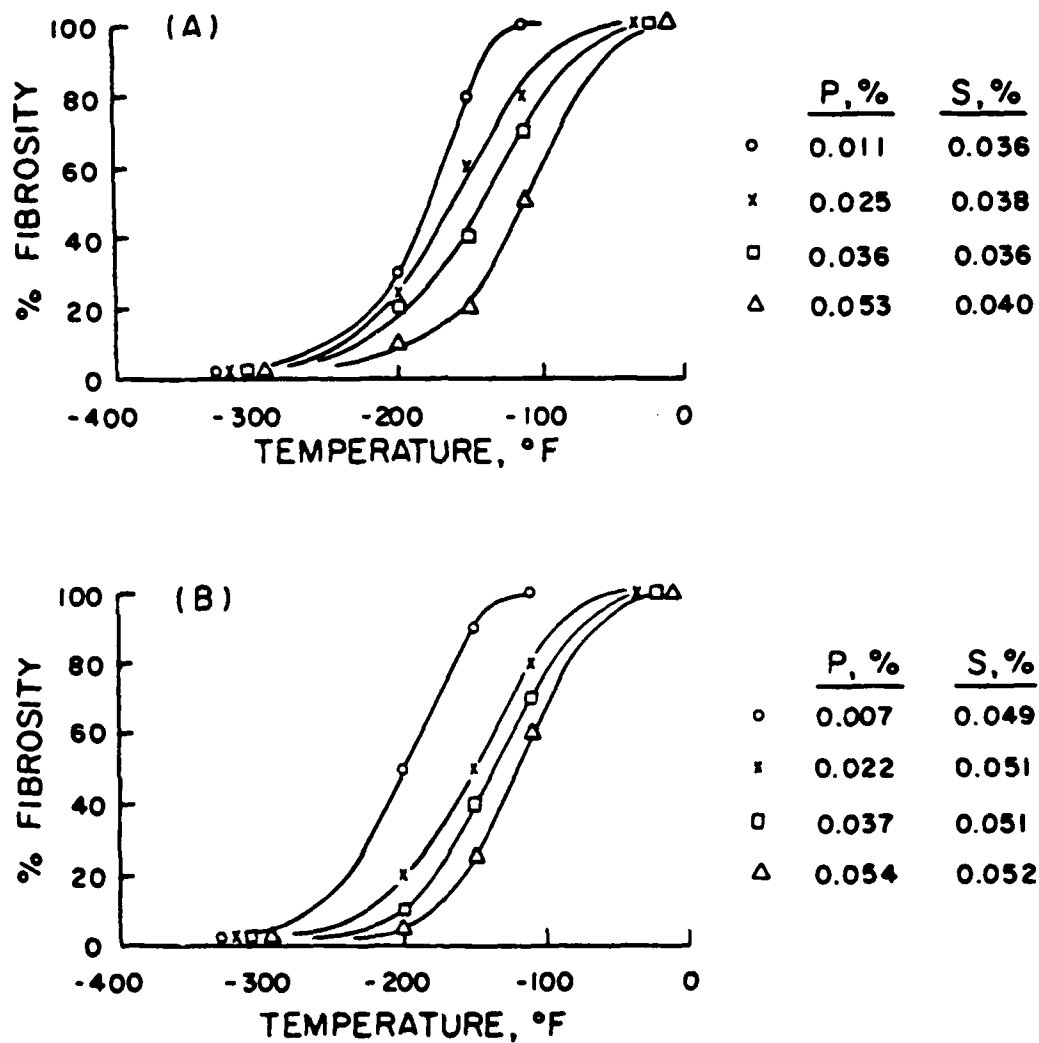 (A)
% FIBROSITY
100
80
60
40
20
0
-400 -300 -200 -100 0
TEMPERATURE, °F
P, % S, %
o 0.011 0.036
x 0.025 0.038
□ 0.036 0.036
△ 0.053 0.040
(B)
% FIBROSITY
100
80
60
40
20
0
-400 -300 -200 -100 0
TEMPERATURE, °F
P, % S, %
o 0.007 0.049
x 0.022 0.051
□ 0.037 0.051
△ 0.054 0.052